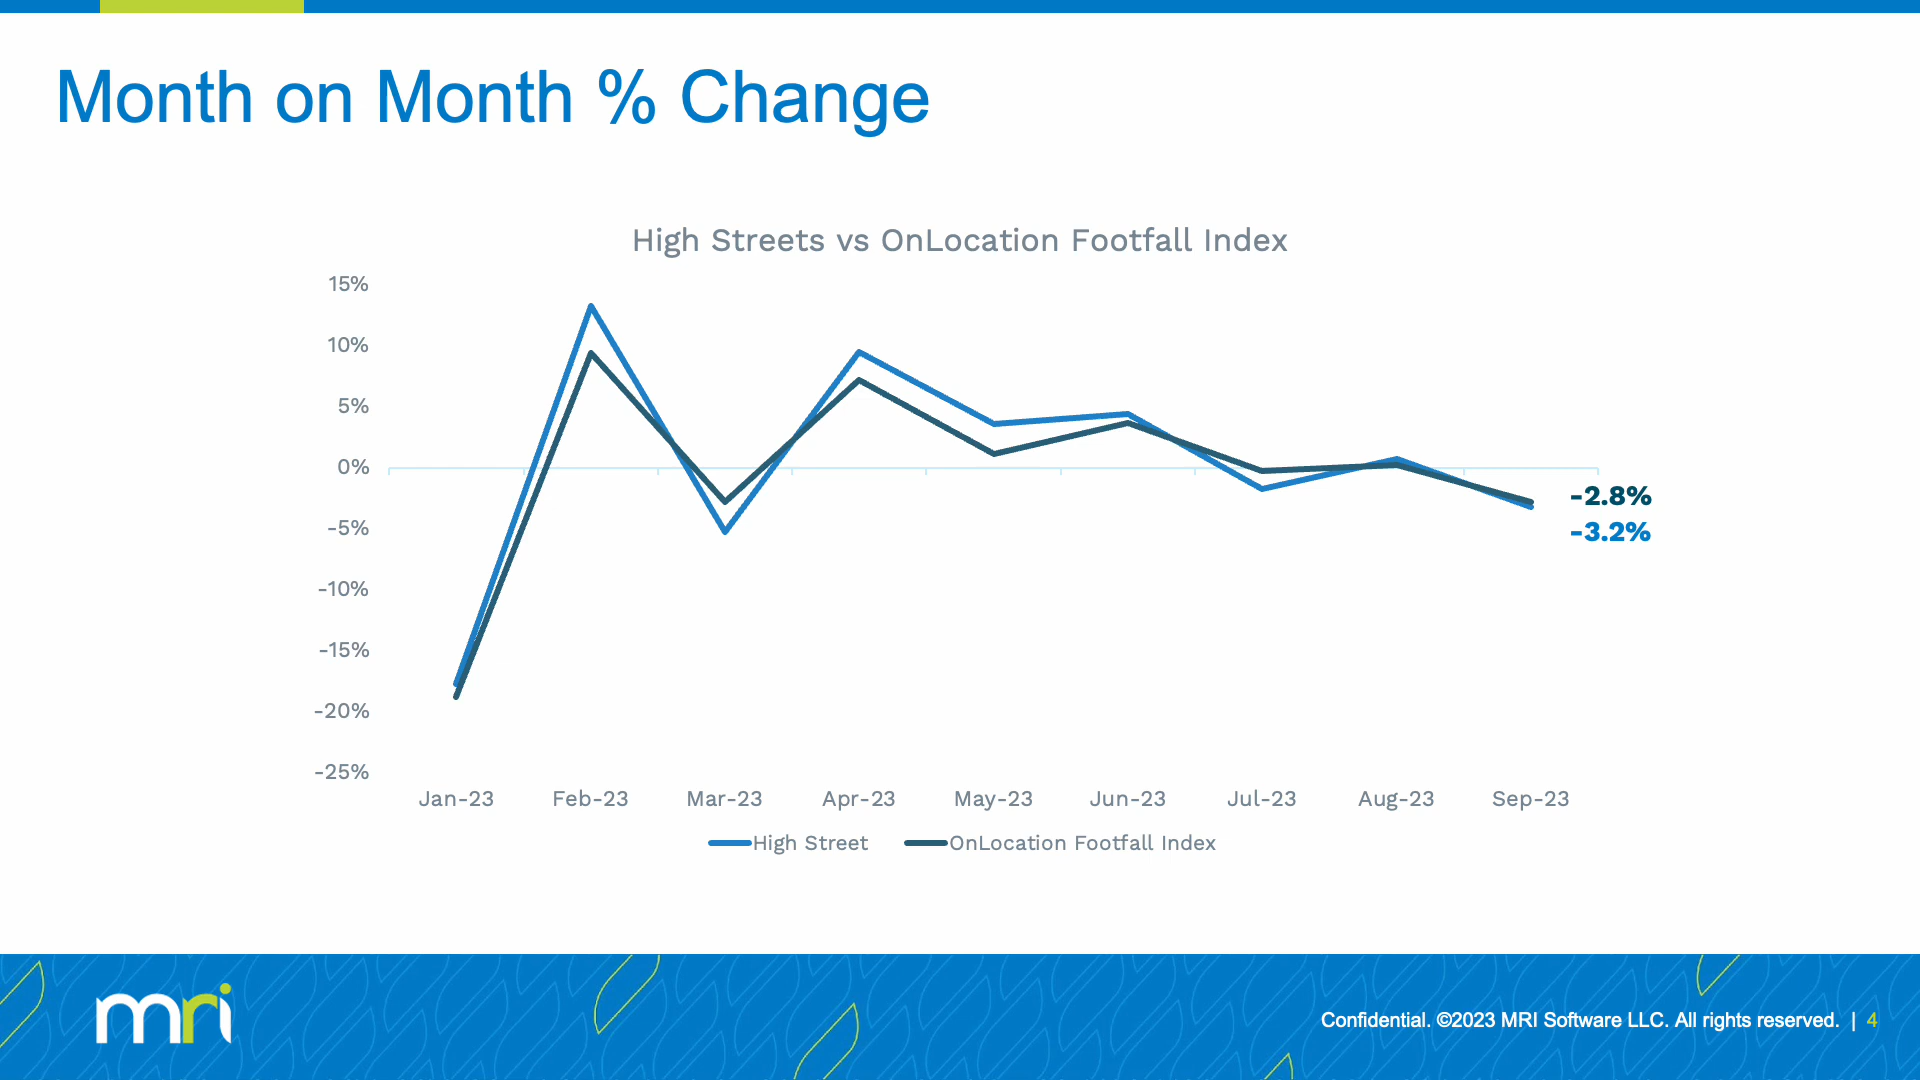 Month on Month % Change
High Streets vs OnLocation Footfall Index
15%
10%
5%
0%
-5%
-10%
-15%
-20%
-25%
-2.8%
-3.2%
Jan-23 Feb-23 Mar-23 Apr-23 May-23 Jun-23 Jul-23 Aug-23 Sep-23
High Street OnLocation Footfall Index
mri
Confidential. ©2023 MRI Software LLC. All rights reserved. | 4